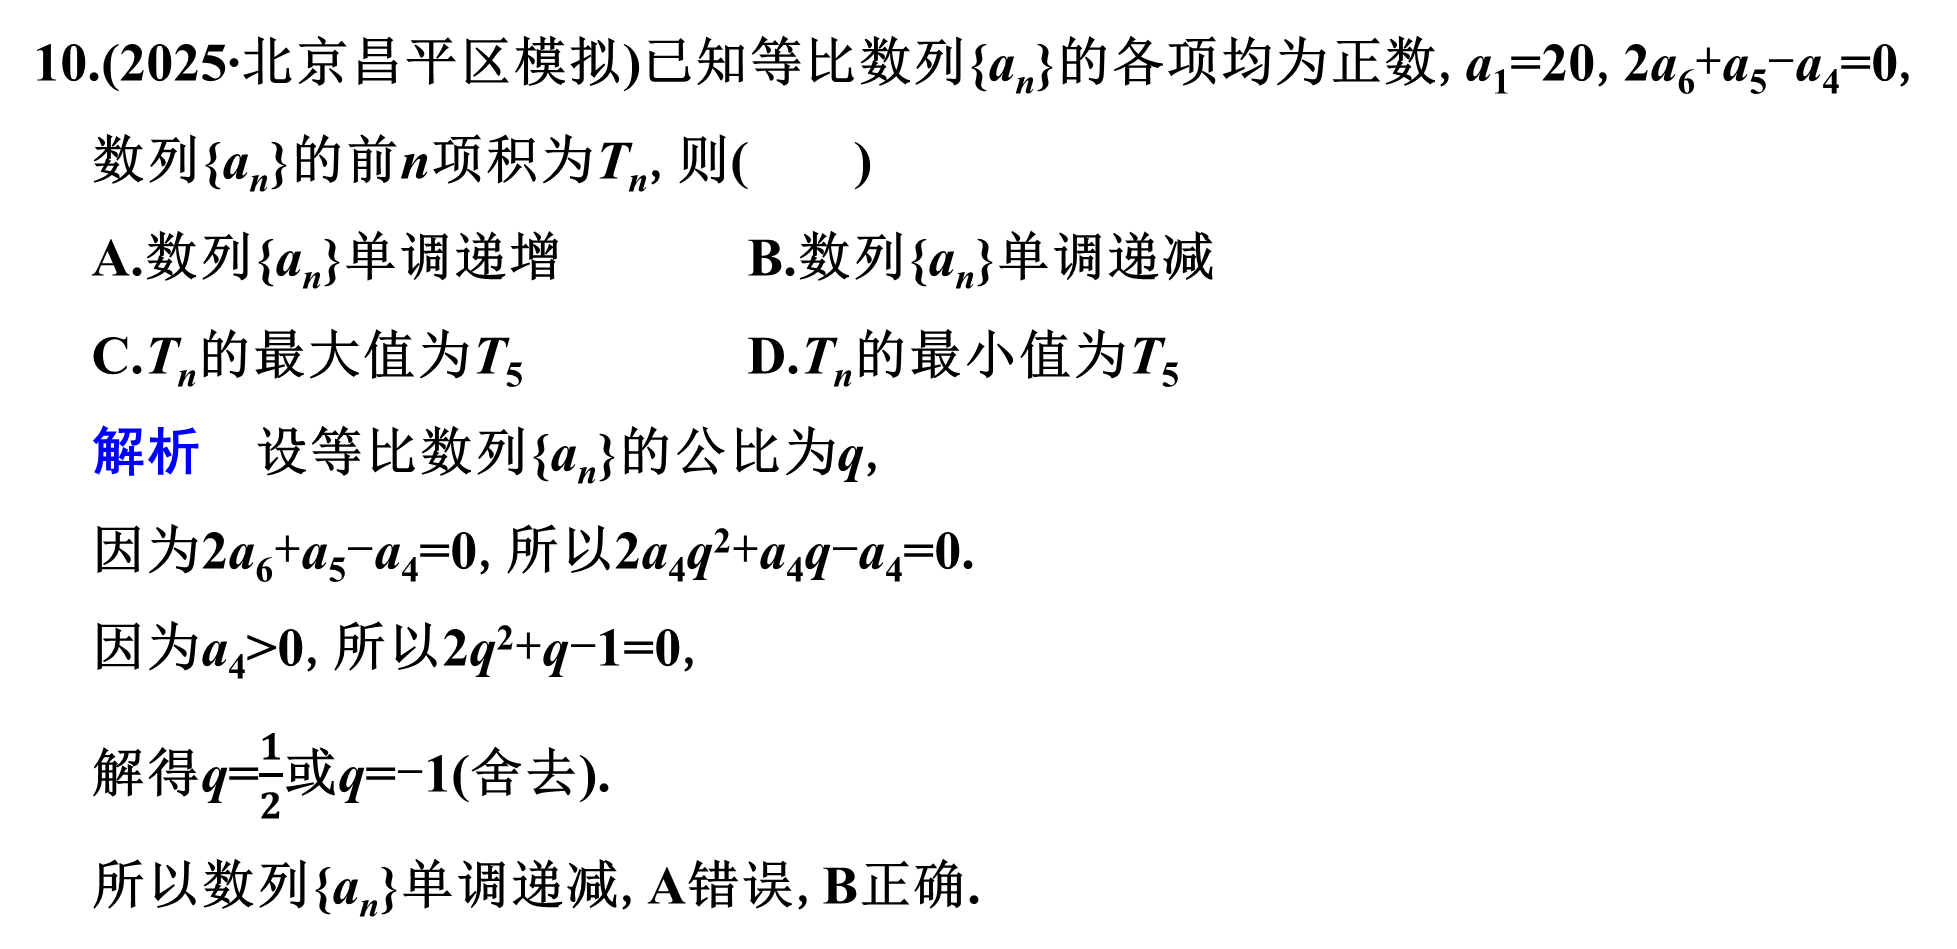 10.(2025·北京昌平区模拟)已知等比数列{aₙ}的各项均为正数, a₁=20, 2a₆+a₅−a₄=0,
数列{aₙ}的前n项积为Tₙ, 则(　　)
A.数列{aₙ}单调递增　　B.数列{aₙ}单调递减
C.Tₙ的最大值为T₅　　D.Tₙ的最小值为T₅
解析　设等比数列{aₙ}的公比为q,
因为2a₆+a₅−a₄=0, 所以2a₄q²+a₄q−a₄=0.
因为a₄>0, 所以2q²+q−1=0,
解得q=1/2或q=−1(舍去).
所以数列{aₙ}单调递减, A错误, B正确.